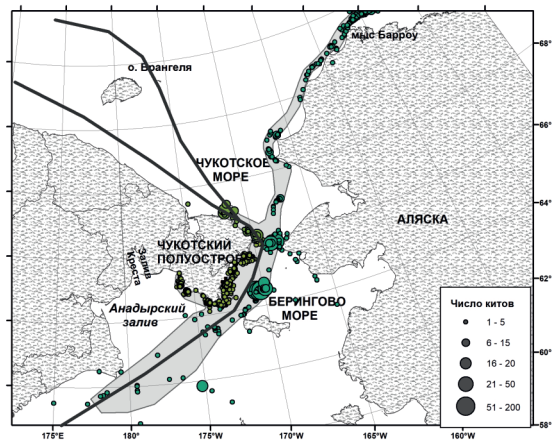 мыс Барроу
68°
о. Врангеля
66°
ЧУКОТСКОЕ
МОРЕ
64°
АЛЯСКА
ЧУКОТСКИЙ
ПОЛУОСТРОВ
Залив
Креста
62°
Анадырский
залив
БЕРИНГОВО
МОРЕ
Число китов
1 - 5
6 - 15
16 - 20
21 - 50
51 - 200
60°
58°
175°E
180°
175°W
170°W
165°W
160°W